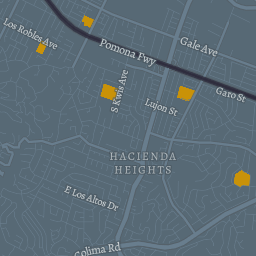 Los Robles Ave
Pomona Fwy
Gale Ave
S Kwis Ave
Lujon St
Garo St
HACIENDA
HEIGHTS
E Los Altos Dr
Colima Rd